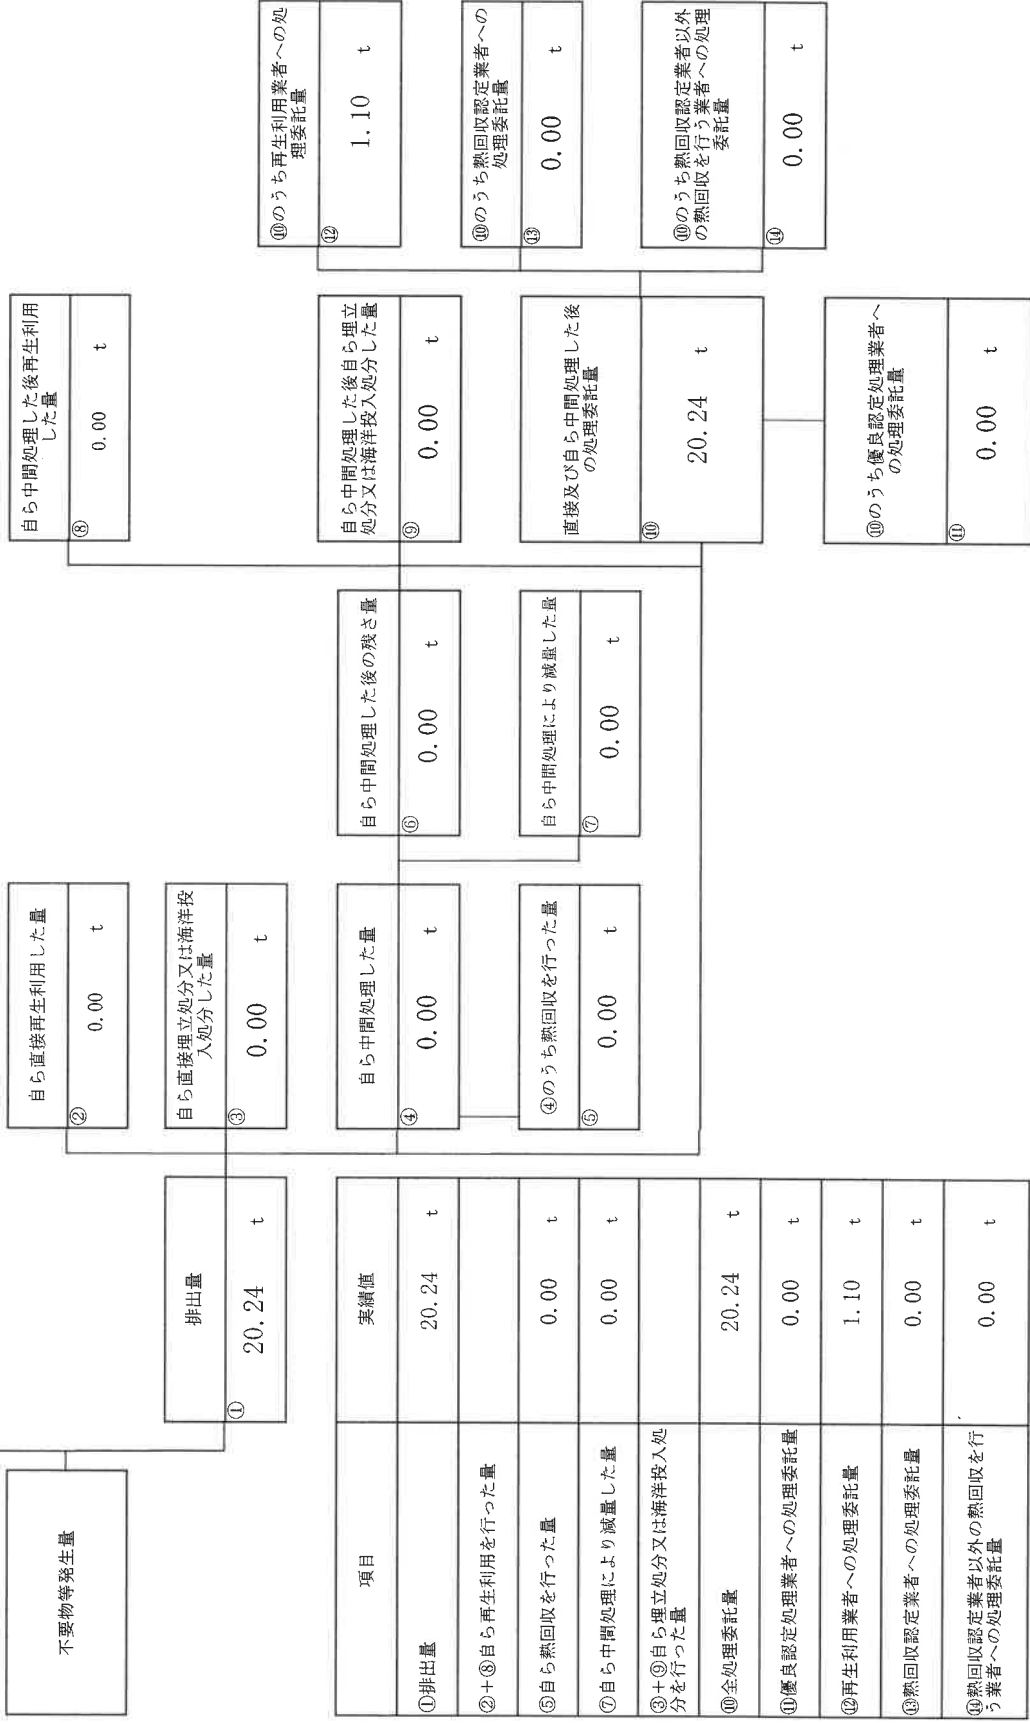 不要物等発生量
排出量
①
20.24 t
自ら直接再生利用した量
②
0.00 t
自ら直接埋立処分又は海洋投
入処分した量
③
0.00 t
自ら中間処理した量
④
0.00 t
④のうち熱回収を行った量
⑤
0.00 t
自ら中間処理した後の残さ量
⑥
0.00 t
自ら中間処理により減量した量
⑦
0.00 t
自ら中間処理した後再生利用
した量
⑧
0.00 t
自ら中間処理した後自ら埋立
処分又は海洋投入処分した量
⑨
0.00 t
直接及び自ら中間処理した後
の処理委託量
⑩
20.24 t
⑩のうち優良認定処理業者へ
の処理委託量
⑪
0.00 t
⑩のうち再生利用業者への処
理委託量
⑫
1.10 t
⑩のうち熱回収認定業者への
処理委託量
⑬
0.00 t
⑩のうち熱回収認定業者以外
の熱回収を行う業者への処理
委託量
⑭
0.00 t
項目 実績値
①排出量 20.24 t
②+⑧自ら再生利用を行った量
⑤自ら熱回収を行った量 0.00 t
⑦自ら中間処理により減量した量 0.00 t
③+⑨自ら埋立処分又は海洋投入処
分を行った量
⑩全処理委託量 20.24 t
⑪優良認定処理業者への処理委託量 0.00 t
⑫再生利用業者への処理委託量 1.10 t
⑬熱回収認定業者への処理委託量 0.00 t
⑭熱回収認定業者以外の熱回収を行
う業者への処理委託量 0.00 t